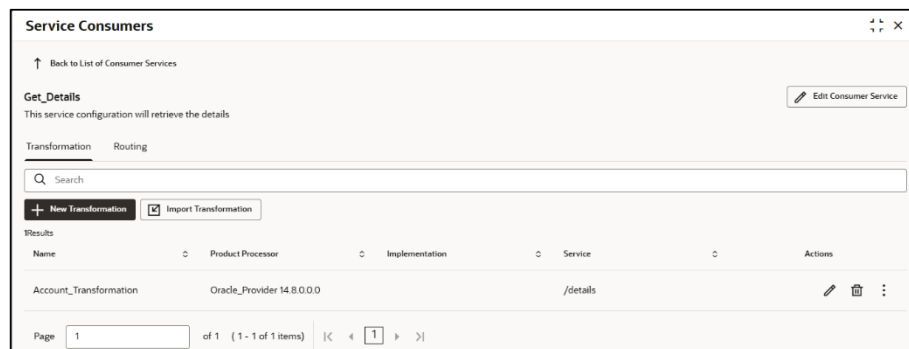 Service Consumers
Back to List of Consumer Services
Get_Details
Edit Consumer Service
This service configuration will retrieve the details
Transformation Routing
Search
New Transformation Import Transformation
1Results
Name Product Processor Implementation Service Actions
Account_Transformation Oracle_Provider 14.8.0.0.0 /details
Page 1 of 1 (1 - 1 of 1 items) 1